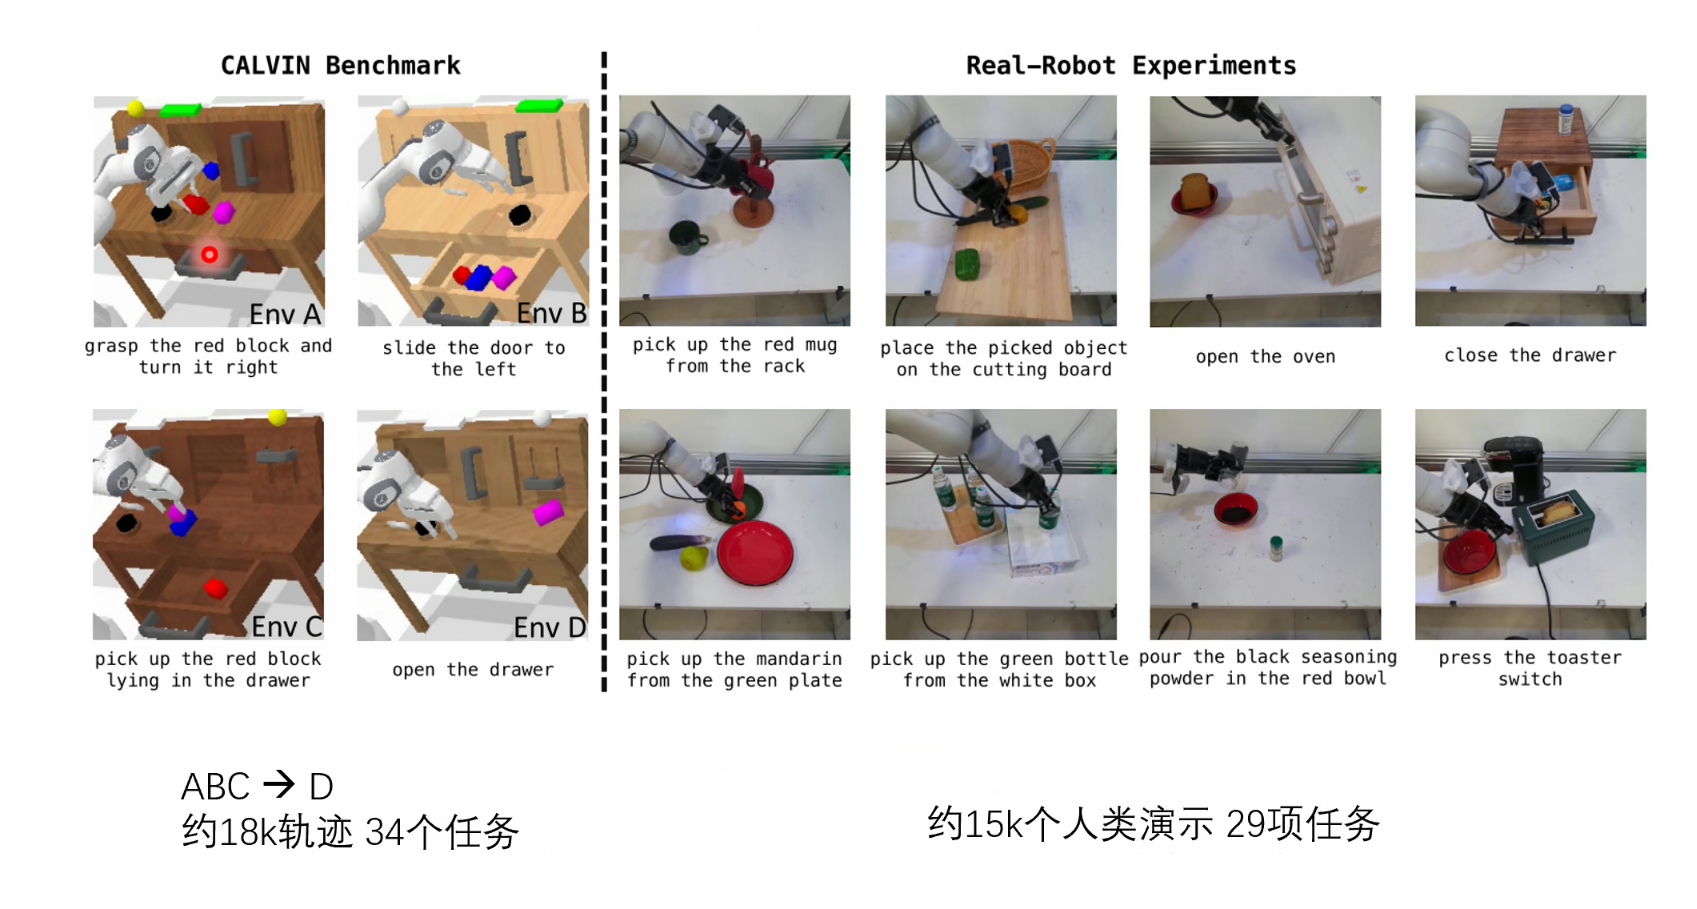 CALVIN Benchmark
Real-Robot Experiments
Env A
grasp the red block and
turn it right
Env B
slide the door to
the left
pick up the red mug
from the rack
place the picked object
on the cutting board
open the oven
close the drawer
Env C
pick up the red block
lying in the drawer
Env D
open the drawer
pick up the mandarin
from the green plate
pick up the green bottle
from the white box
pour the black seasoning
powder in the red bowl
press the toaster
switch
ABC → D
约18k轨迹 34个任务
约15k个人类演示 29项任务